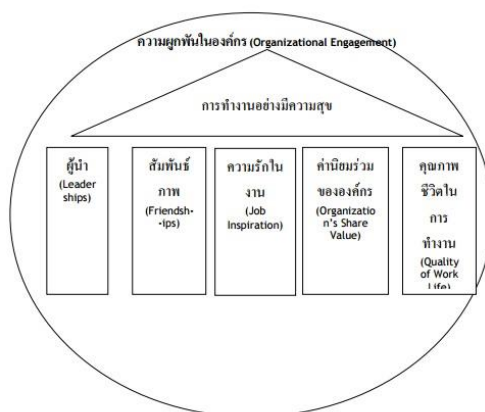 ความผูกพันในองค์กร (Organizational Engagement)
การทำงานอย่างมีความสุข
ผู้นำ
(Leader
ships)
สัมพันธ์
ภาพ
(Friendsh-
-ips)
ความรักใน
งาน
(Job
Inspiration)
ค่านิยมร่วม
ขององค์กร
(Organizatio
n's Share
Value)
คุณภาพ
ชีวิตใน
การ
ทำงาน
(Quality
of Work
Life)